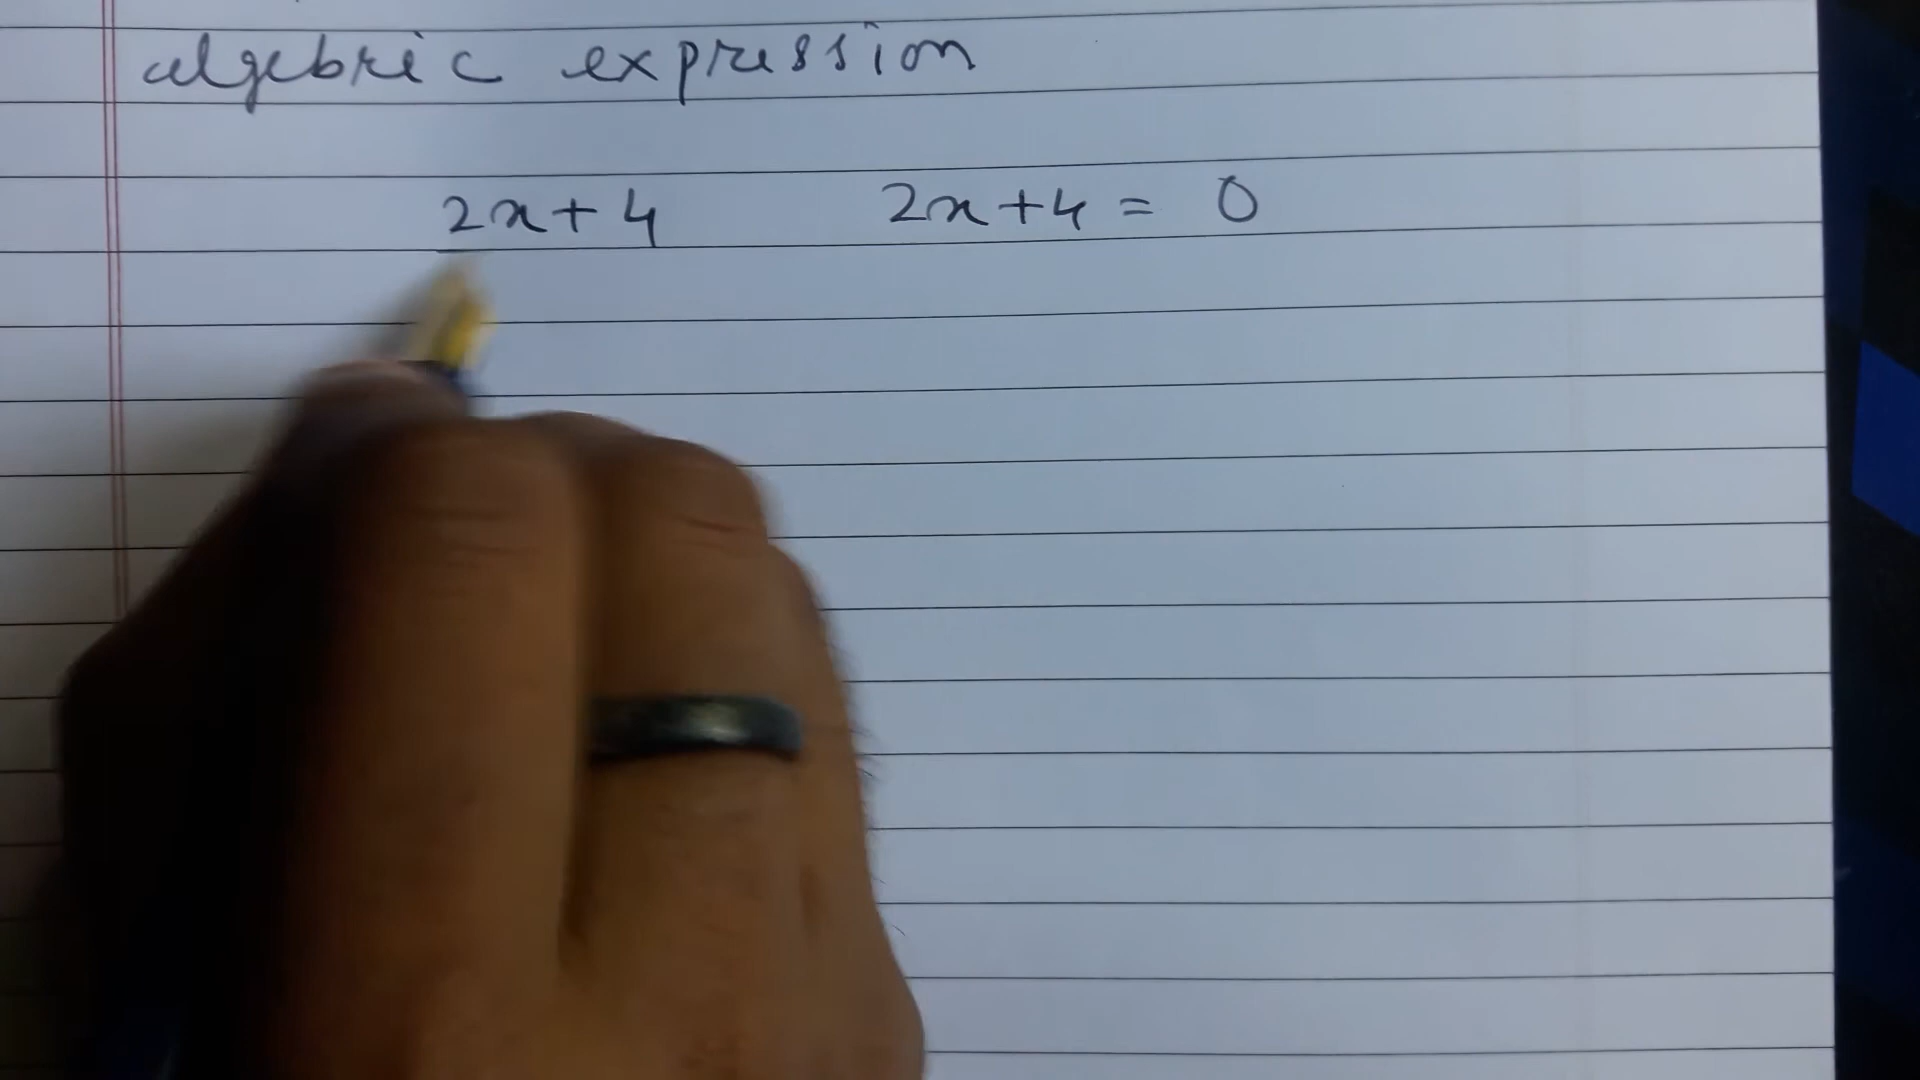 algebric expression
2x+4 2x+4 = 0